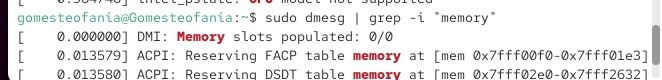 [    0.904740] intel_pstate: CPU model not supported
gomesteofania@Gomesteofania:~$ sudo dmesg | grep -i "memory"
[    0.000000] DMI: Memory slots populated: 0/0
[    0.013579] ACPI: Reserving FACP table memory at [mem 0x7fff00f0-0x7fff01e3]
[    0.013580] ACPI: Reserving DSDT table memory at [mem 0x7fff02e0-0x7fff2632]